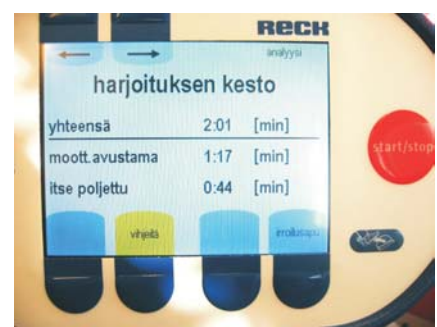 RECK
analyysi
harjoituksen kesto
yhteensä 2:01 [min]
moott.avustama 1:17 [min]
itse poljettu 0:44 [min]
start/stop
vihjeitä irroitusapu